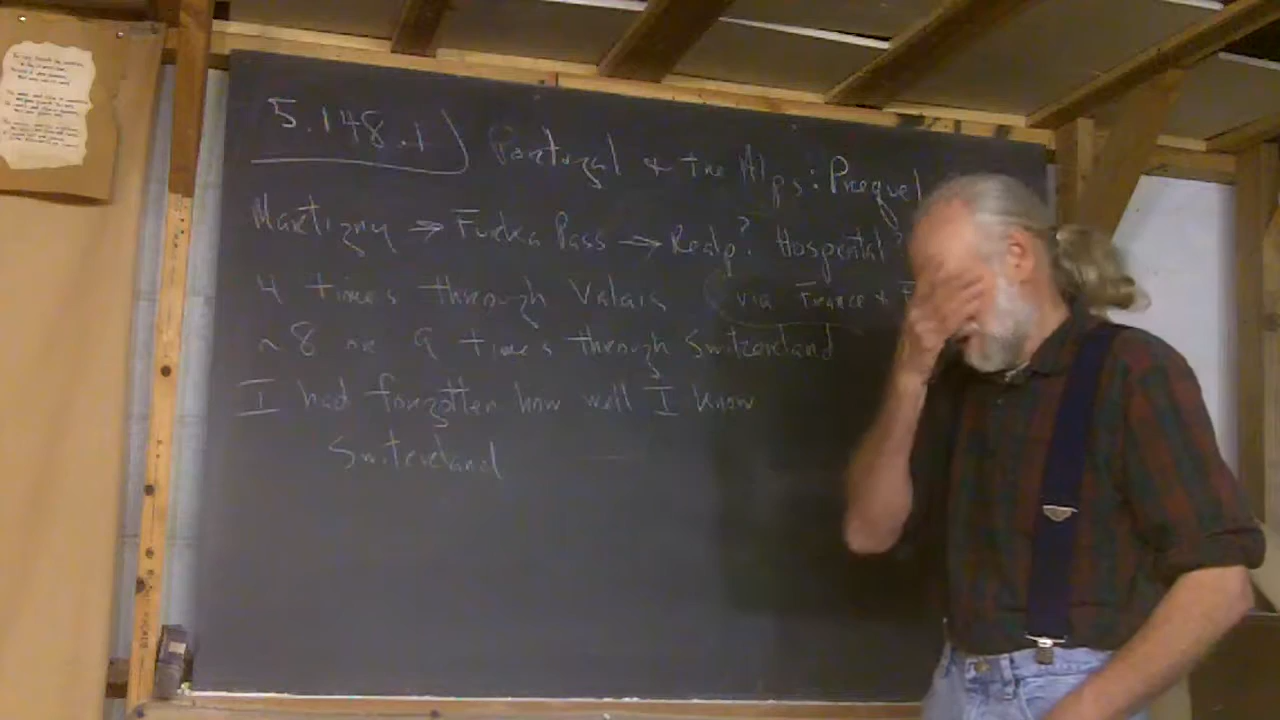 5.148.1) Portugal & the Alps: Prequel
Martigny → Furka Pass → Realp? Hospental?
4 times through Valais (via France &
~ 8 or 9 times through Switzerland
I had forgotten how well I know
Switzerland